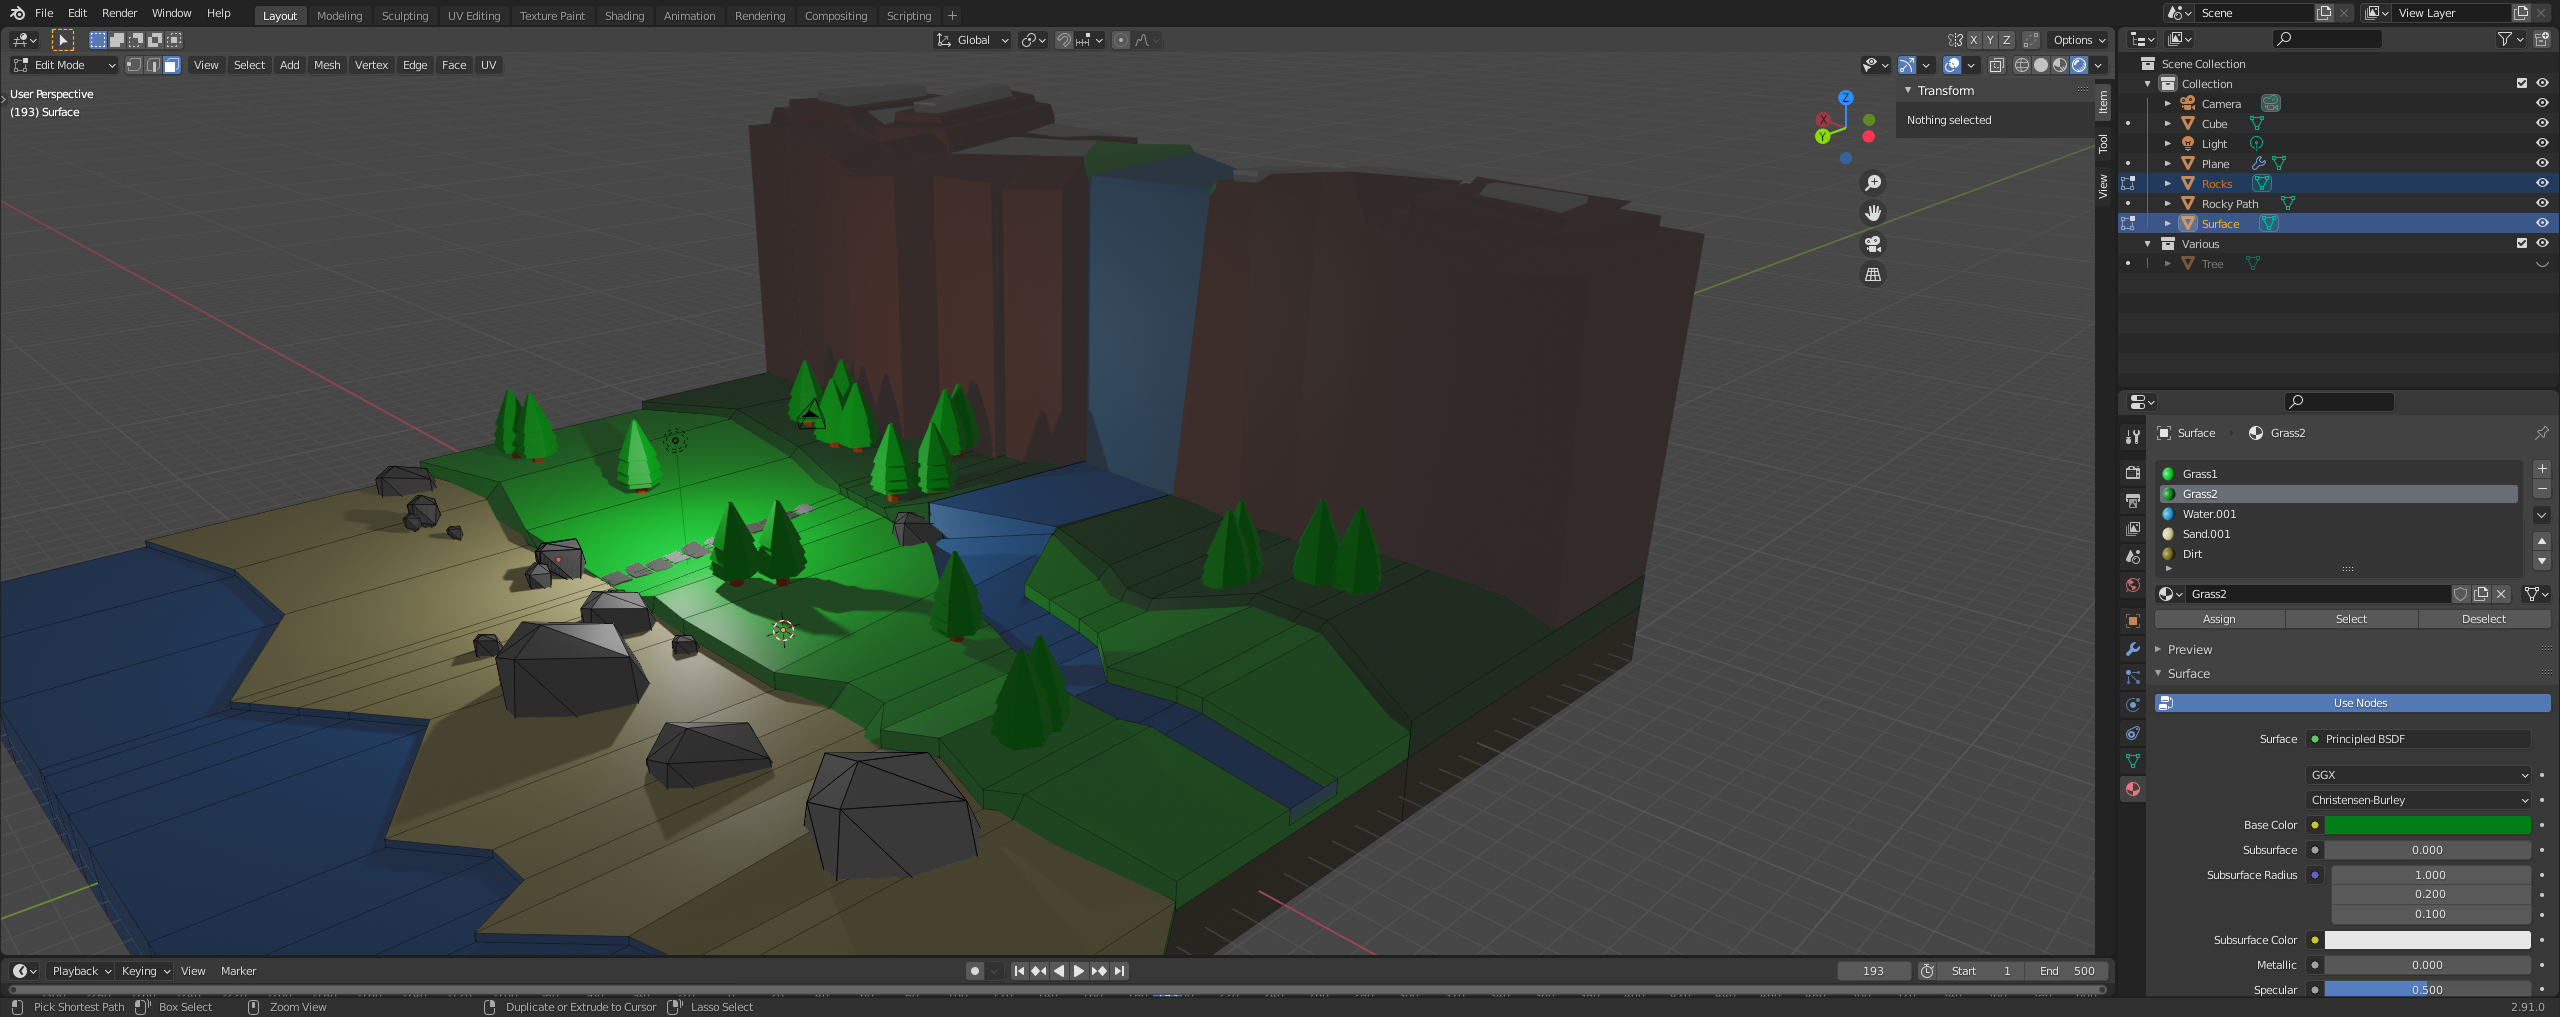 File Edit Render Window Help Layout Modeling Sculpting UV Editing Texture Paint Shading Animation Rendering Compositing Scripting + Scene View Layer
Global X Y Z Options
Edit Mode View Select Add Mesh Vertex Edge Face UV
User Perspective
(193) Surface
Z
X
Y
Transform
Nothing selected
Item
Tool
View
Scene Collection
Collection
Camera
Cube
Light
Plane
Rocks
Rocky Path
Surface
Various
Tree
Surface Grass2
Grass1
Grass2
Water.001
Sand.001
Dirt
Grass2
Assign Select Deselect
Preview
Surface
Use Nodes
Surface Principled BSDF
GGX
Christensen-Burley
Base Color
Subsurface 0.000
Subsurface Radius 1.000
0.200
0.100
Subsurface Color
Metallic 0.000
Specular 0.500
Playback Keying View Marker 193 Start 1 End 500
Pick Shortest Path Box Select Zoom View Duplicate or Extrude to Cursor Lasso Select 2.91.0